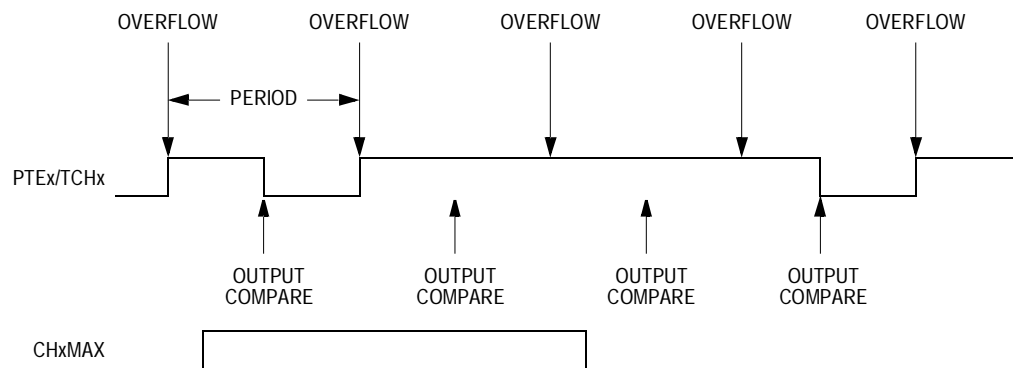 OVERFLOW
OVERFLOW
OVERFLOW
OVERFLOW
OVERFLOW
PERIOD
PTEx/TCHx
OUTPUT
COMPARE
OUTPUT
COMPARE
OUTPUT
COMPARE
OUTPUT
COMPARE
CHxMAX